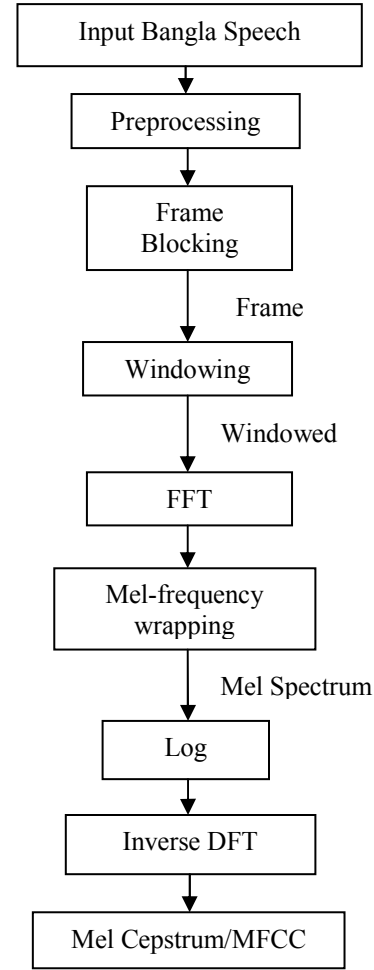 Input Bangla Speech
Preprocessing
Frame
Blocking
Frame
Windowing
Windowed
FFT
Mel-frequency
wrapping
Mel Spectrum
Log
Inverse DFT
Mel Cepstrum/MFCC